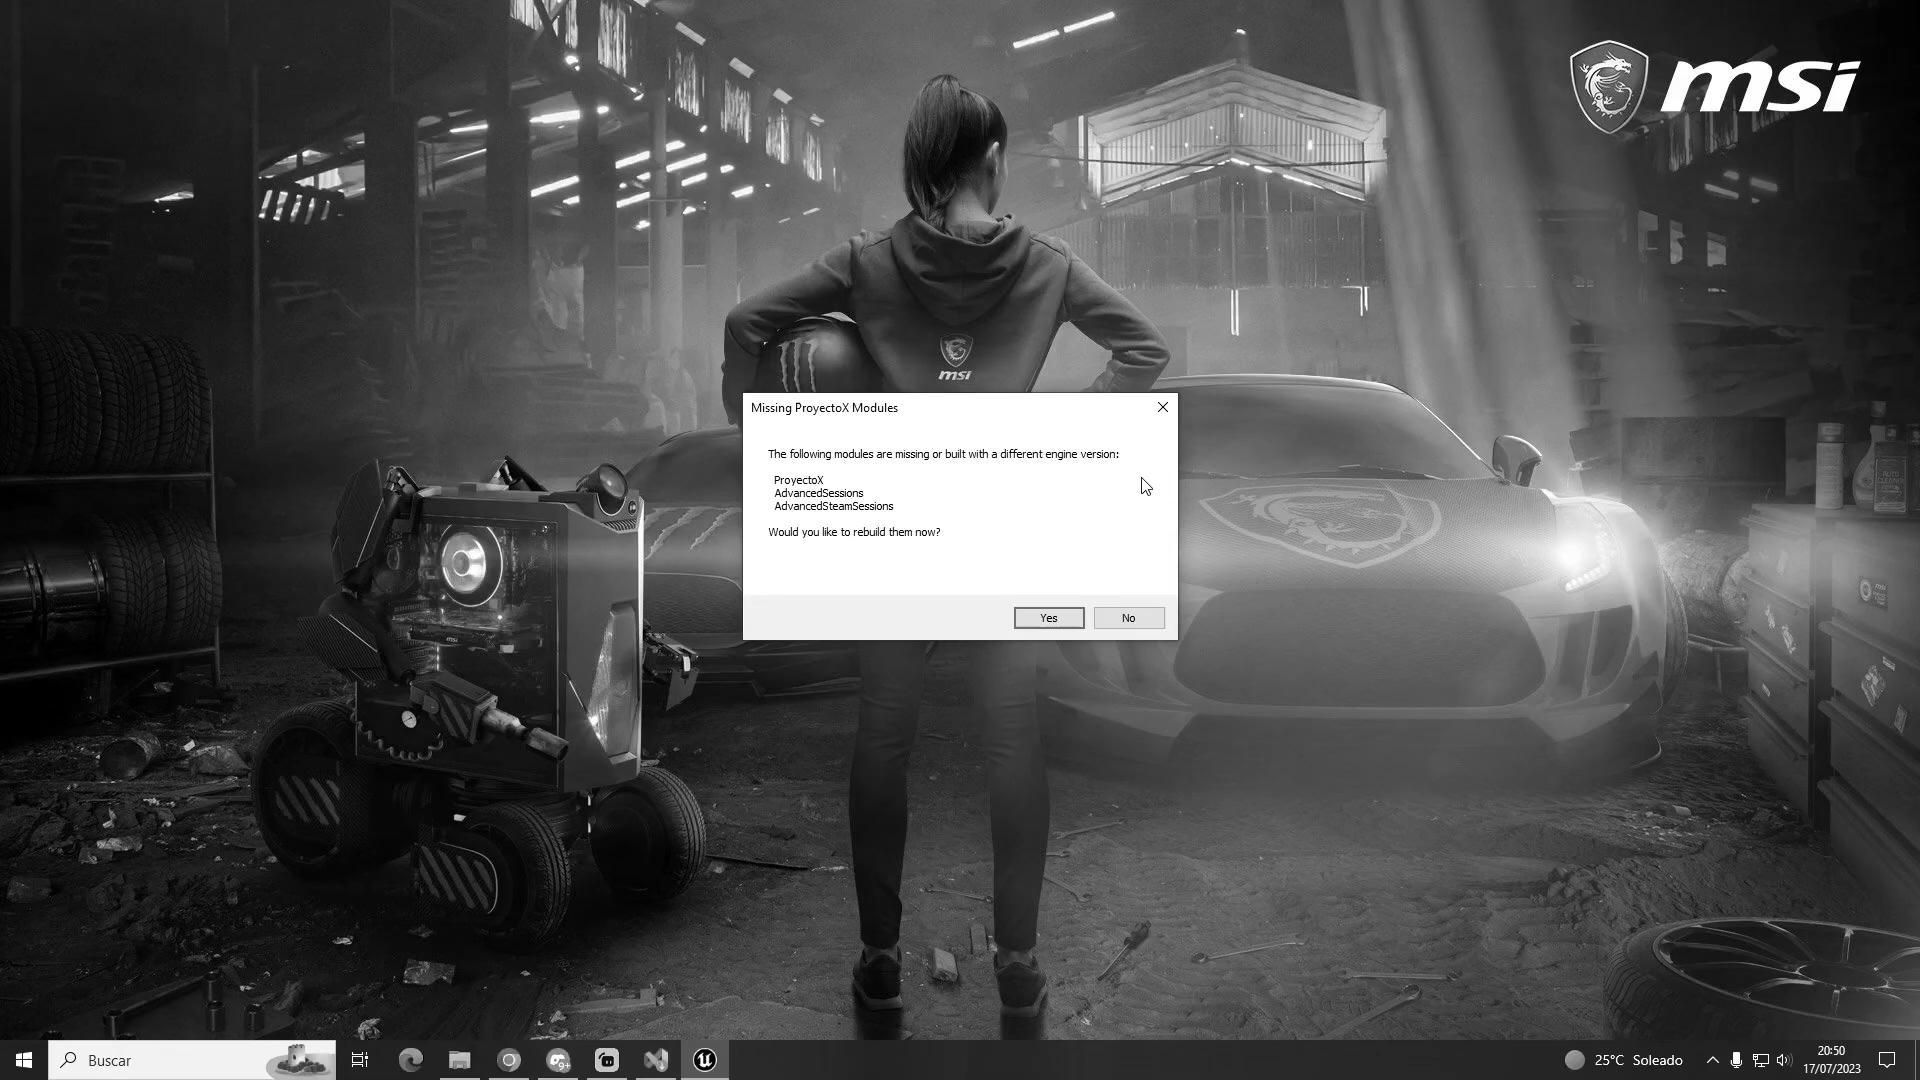 msi
msi
Missing ProyectoX Modules
The following modules are missing or built with a different engine version:
ProyectoX
AdvancedSessions
AdvancedSteamSessions
Would you like to rebuild them now?
Yes
No
Buscar
9+
25°C Soleado
20:50
17/07/2023